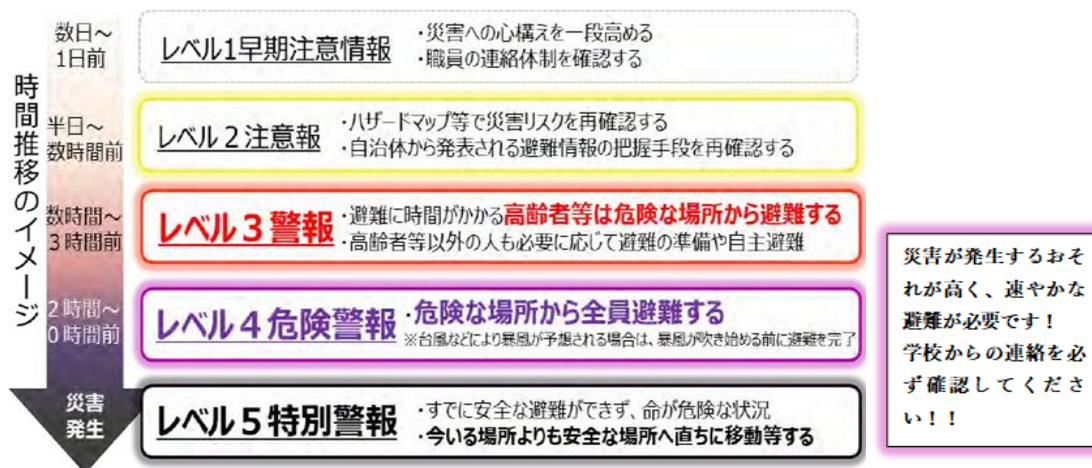 時間推移のイメージ
数日～
1日前
レベル1早期注意情報
・災害への心構えを一段高める
・職員の連絡体制を確認する
半日～
数時間前
レベル2注意報
・ハザードマップ等で災害リスクを再確認する
・自治体から発表される避難情報の把握手段を再確認する
数時間～
3時間前
レベル3警報
・避難に時間がかかる高齢者等は危険な場所から避難する
・高齢者等以外の人も必要に応じて避難の準備や自主避難
2時間～
0時間前
レベル4危険警報
・危険な場所から全員避難する
※台風などにより暴風が予想される場合は、暴風が吹き始める前に避難を完了
災害
発生
レベル5特別警報
・すでに安全な避難ができず、命が危険な状況
・今いる場所よりも安全な場所へ直ちに移動等する
災害が発生するおそ
れが高く、速やかな
避難が必要です！
学校からの連絡を必
ず確認してくださ
い！！